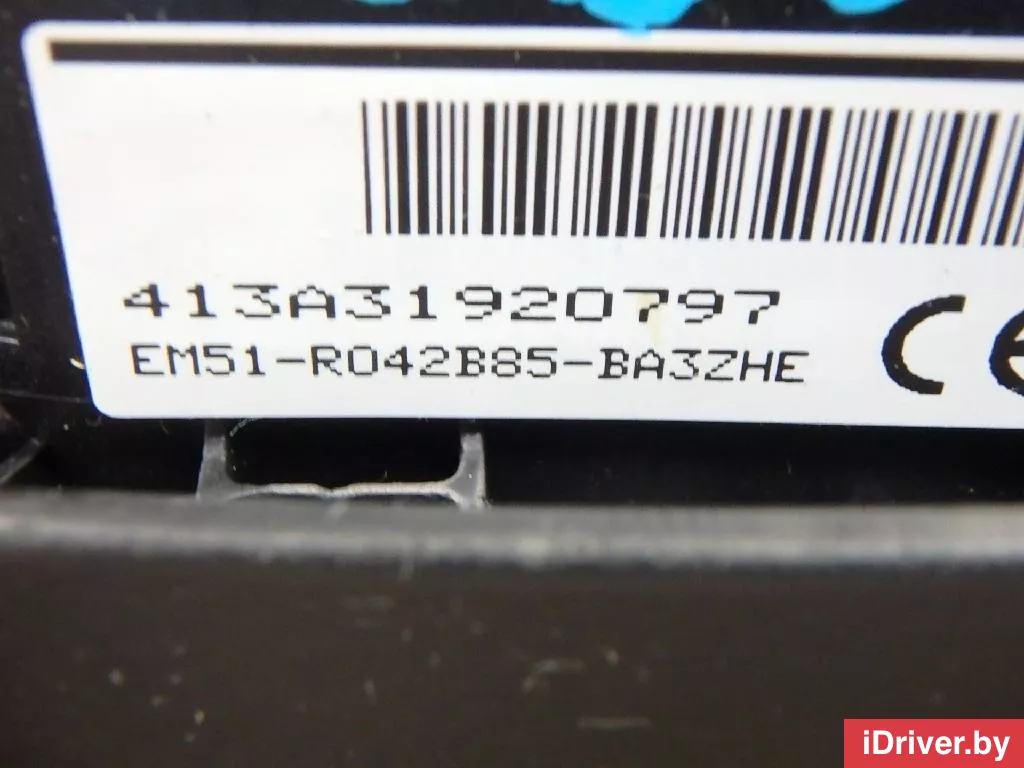 413A31920797
EM51-R042B85-BA3ZHE
CE
iDriver.by